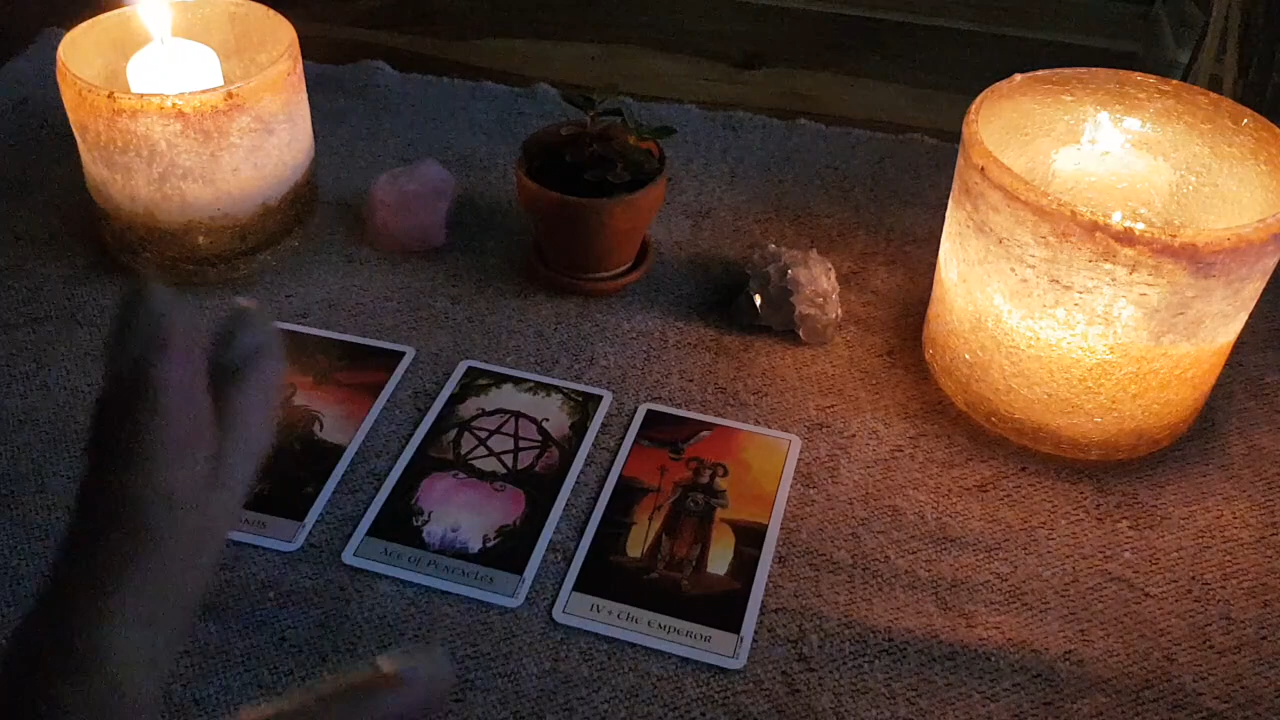 Ace of Pentacles
IV + The Emperor